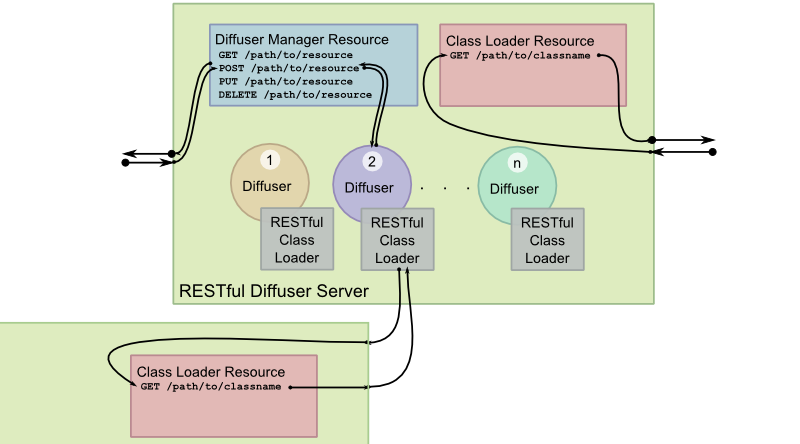 Diffuser Manager Resource
GET /path/to/resource
POST /path/to/resource
PUT /path/to/resource
DELETE /path/to/resource
Class Loader Resource
GET /path/to/classname
1
Diffuser
2
Diffuser
. . .
n
Diffuser
RESTful
Class
Loader
RESTful
Class
Loader
RESTful
Class
Loader
RESTful Diffuser Server
Class Loader Resource
GET /path/to/classname